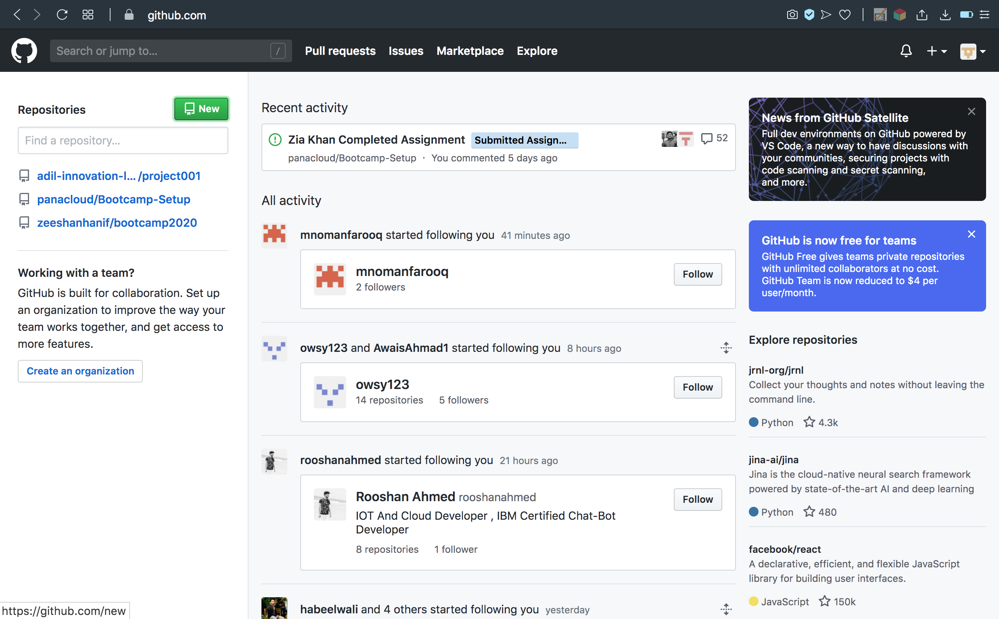 github.com
Search or jump to...
/
Pull requests
Issues
Marketplace
Explore
Repositories
New
Find a repository...
adil-innovation-l... /project001
panacloud/Bootcamp-Setup
zeeshanhanif/bootcamp2020
Working with a team?
GitHub is built for collaboration. Set up
an organization to improve the way your
team works together, and get access to
more features.
Create an organization
Recent activity
Zia Khan Completed Assignment
Submitted Assign...
52
panacloud/Bootcamp-Setup · You commented 5 days ago
All activity
mnomanfarooq started following you 41 minutes ago
mnomanfarooq
2 followers
Follow
owsy123 and AwaisAhmad1 started following you 8 hours ago
owsy123
14 repositories 5 followers
Follow
rooshanahmed started following you 21 hours ago
Rooshan Ahmed rooshanahmed
IOT And Cloud Developer , IBM Certified Chat-Bot
Developer
8 repositories 1 follower
Follow
habeelwali and 4 others started following you yesterday
News from GitHub Satellite
Full dev environments on GitHub powered by
VS Code, a new way to have discussions with
your communities, securing projects with
code scanning and secret scanning,
and more.
GitHub is now free for teams
GitHub Free gives teams private repositories
with unlimited collaborators at no cost.
GitHub Team is now reduced to $4 per
user/month.
Explore repositories
jrnl-org/jrnl
Collect your thoughts and notes without leaving the
command line.
Python 4.3k
jina-ai/jina
Jina is the cloud-native neural search framework
powered by state-of-the-art AI and deep learning
Python 480
facebook/react
A declarative, efficient, and flexible JavaScript
library for building user interfaces.
JavaScript 150k
https://github.com/new